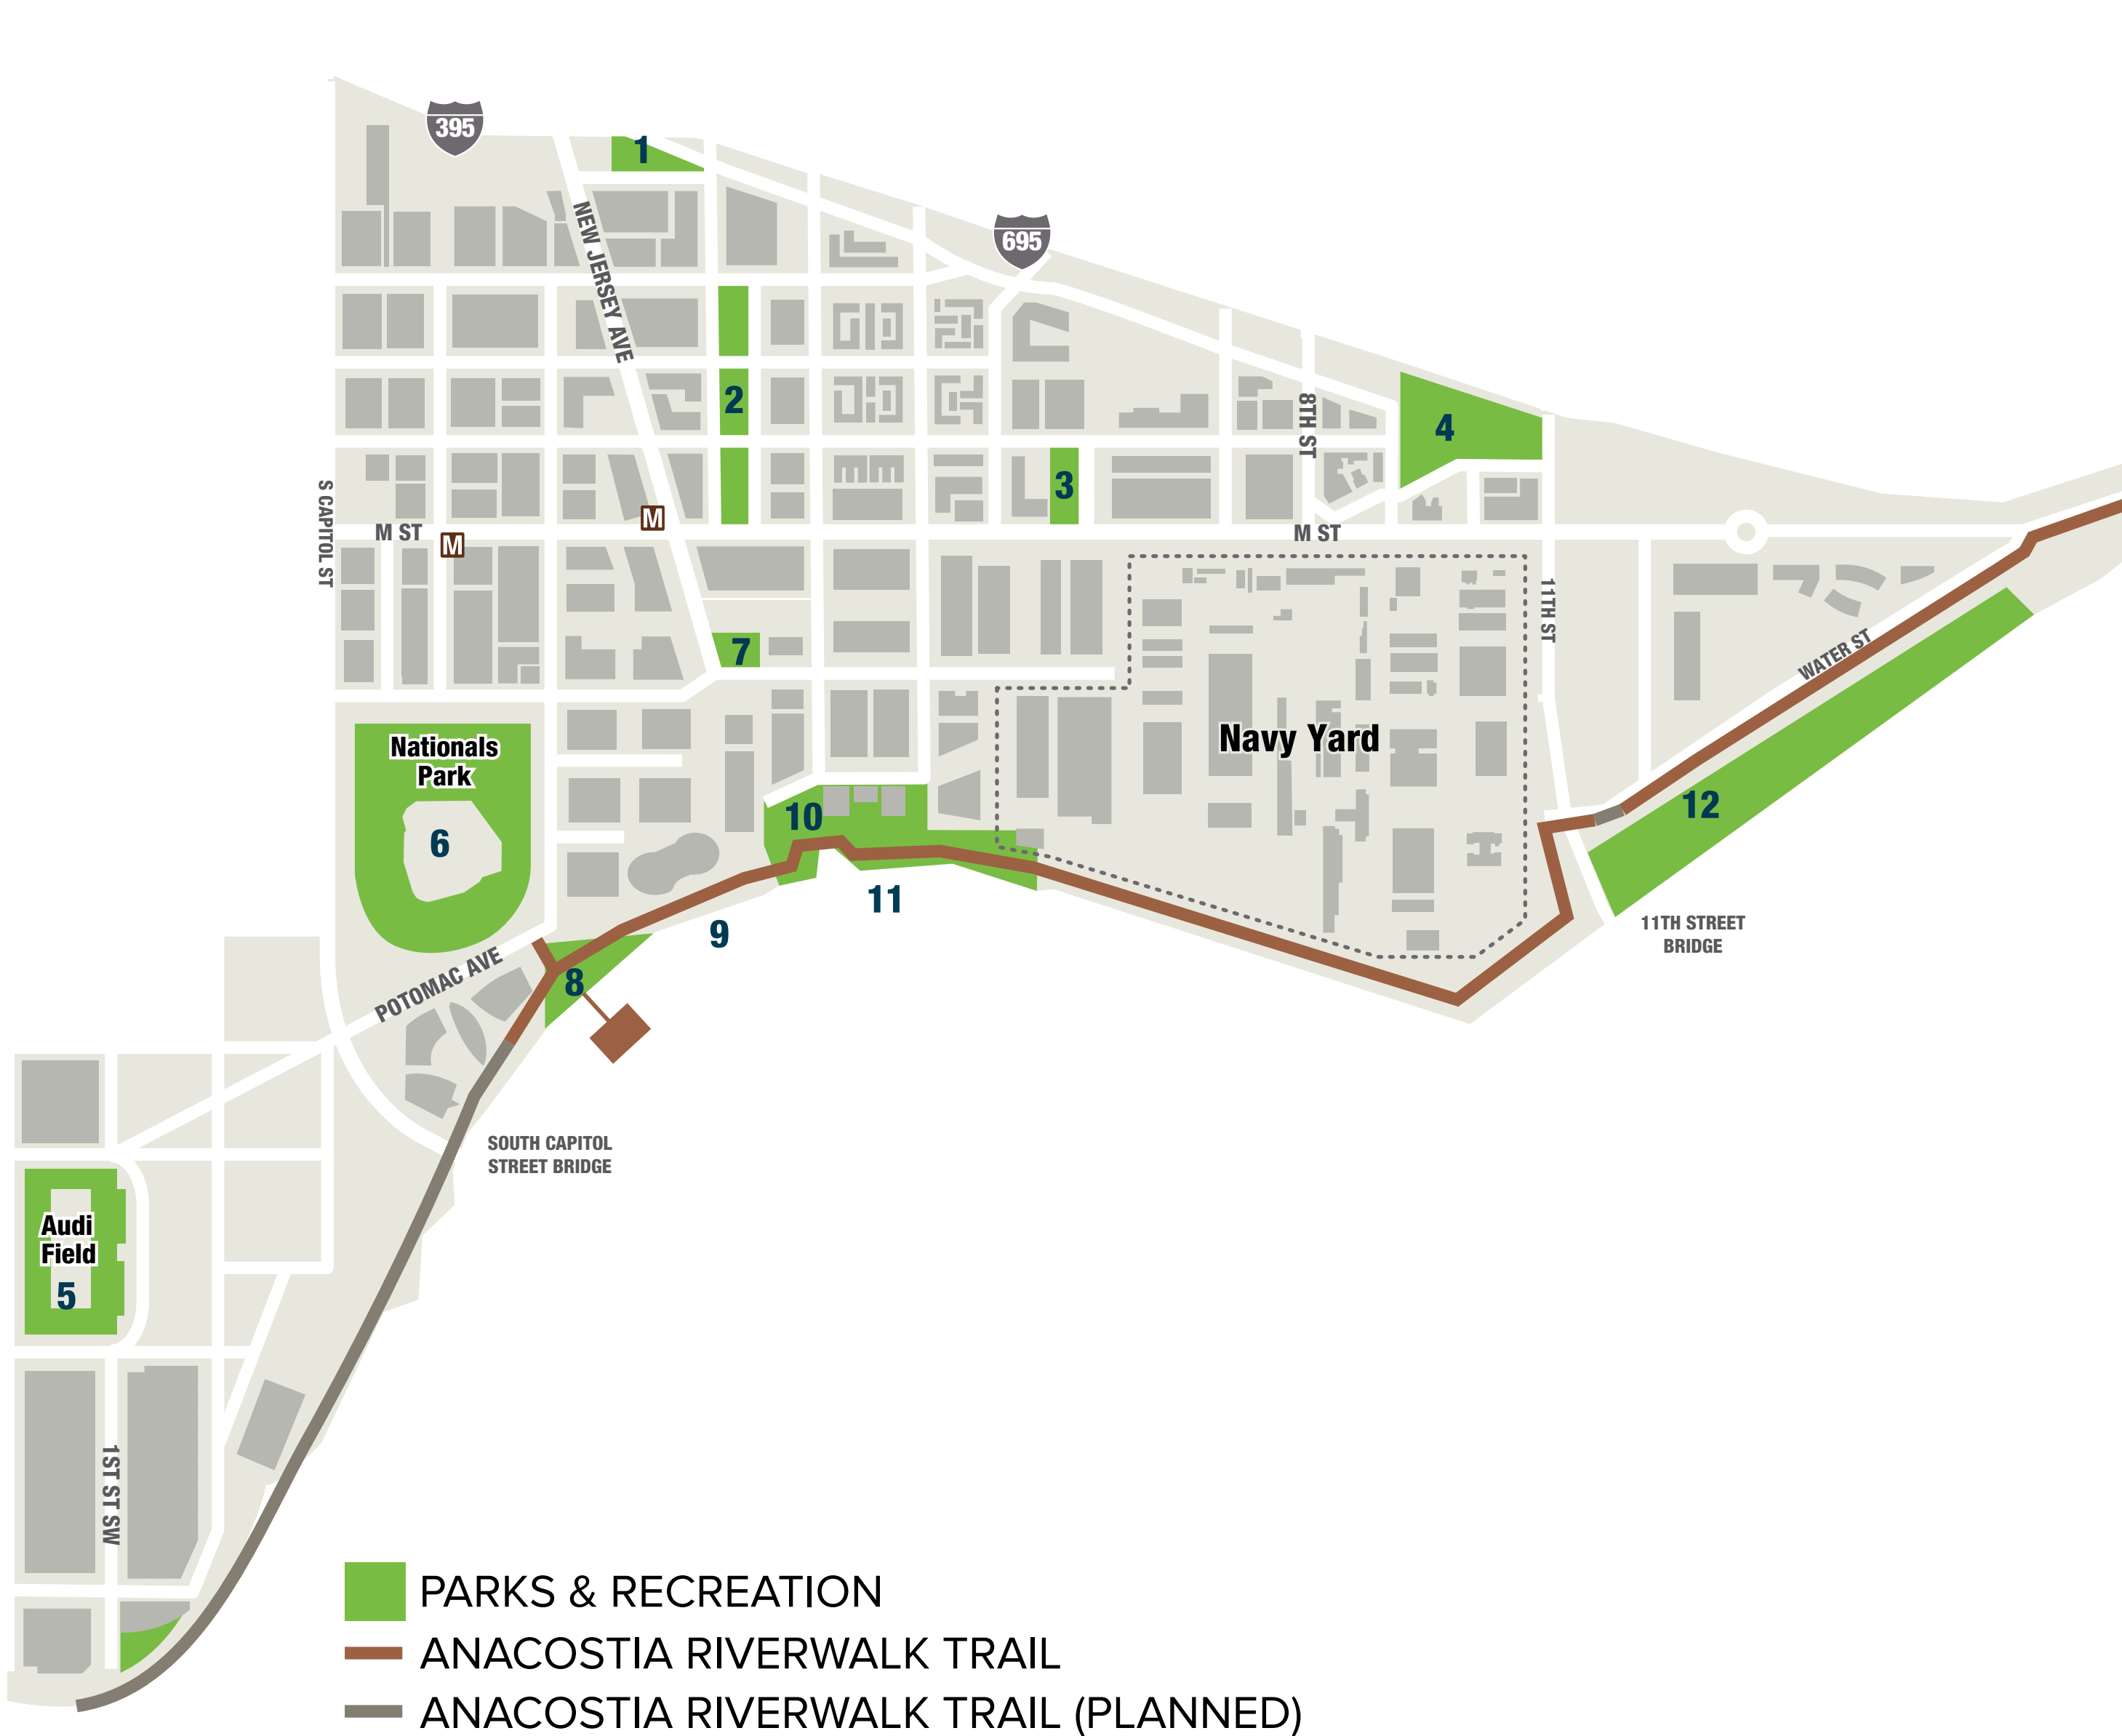 395
1
NEW JERSEY AVE
695
2
8TH ST
4
3
S CAPITOL ST
M ST
M
M
M ST
11TH ST
7
WATER ST
Nationals
Park
6
Navy Yard
10
12
11
9
11TH STREET
BRIDGE
POTOMAC AVE
8
SOUTH CAPITOL
STREET BRIDGE
Audi
Field
5
1ST ST SW
PARKS & RECREATION
ANACOSTIA RIVERWALK TRAIL
ANACOSTIA RIVERWALK TRAIL (PLANNED)